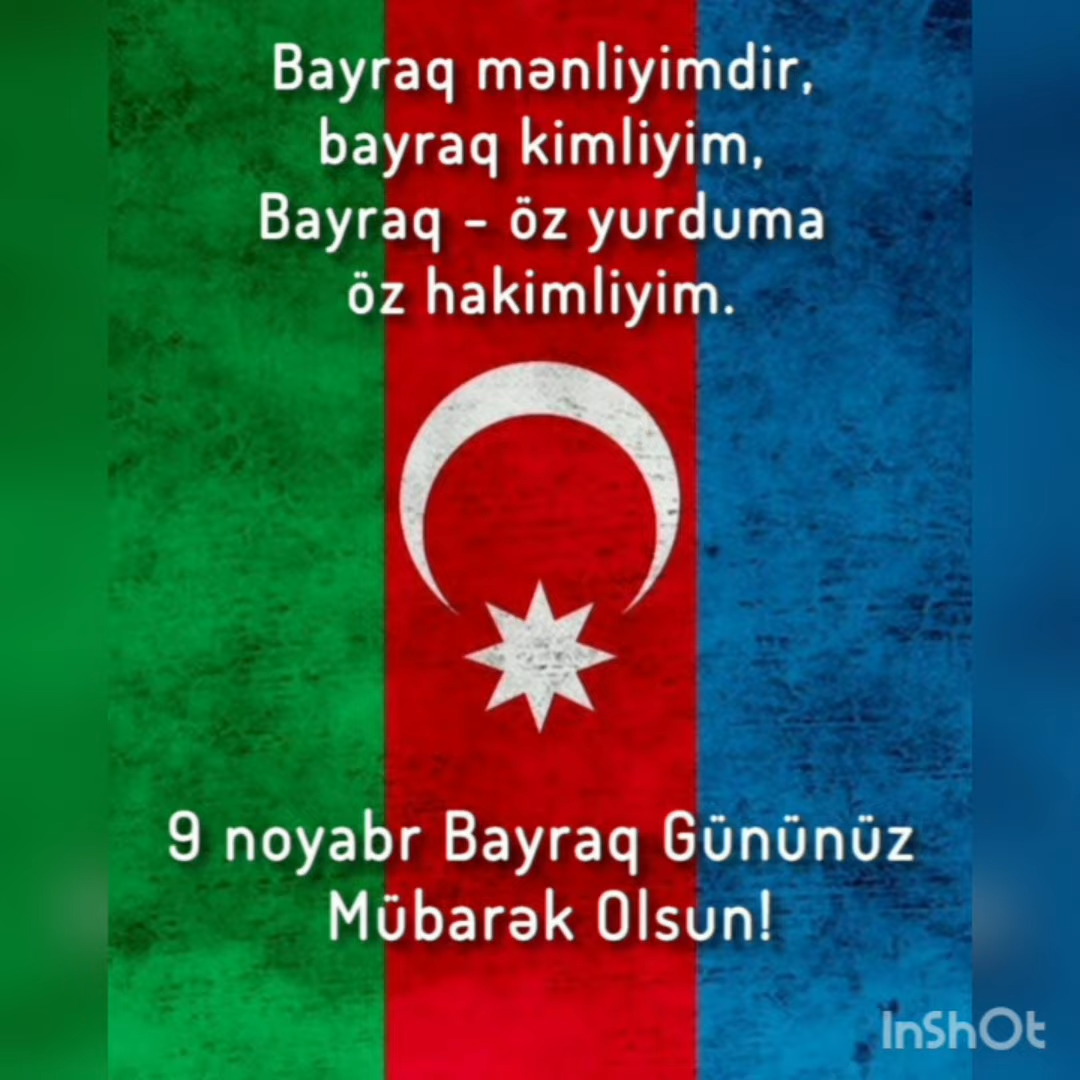 Bayraq mənliyimdir,
bayraq kimliyim,
Bayraq - öz yurduma
öz hakimliyim.
9 noyabr Bayraq Gününüz
Mübarək Olsun!
InShOt